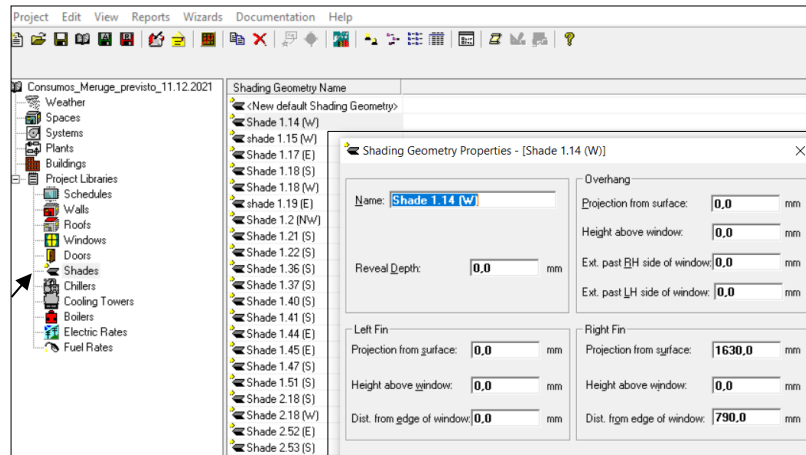 Project Edit View Reports Wizards Documentation Help
Consumos_Meruge_previsto_11.12.2021
Weather
Spaces
Systems
Plants
Buildings
Project Libraries
Schedules
Walls
Roofs
Windows
Doors
Shades
Chillers
Cooling Towers
Boilers
Electric Rates
Fuel Rates
Shading Geometry Name
<New default Shading Geometry>
Shade 1.14 (W)
shade 1.15 (W)
Shade 1.17 (E)
Shade 1.18 (S)
Shade 1.18 (W)
shade 1.19 (E)
Shade 1.2 (NW)
Shade 1.21 (S)
Shade 1.22 (S)
Shade 1.36 (S)
Shade 1.37 (S)
Shade 1.40 (S)
Shade 1.41 (S)
Shade 1.44 (E)
Shade 1.45 (E)
Shade 1.47 (S)
Shade 1.51 (S)
Shade 2.18 (S)
Shade 2.18 (W)
Shade 2.52 (E)
Shade 2.53 (S)
Shading Geometry Properties - [Shade 1.14 (W)]
Name: Shade 1.14 (W)
Reveal Depth: 0,0 mm
Overhang
Projection from surface: 0,0 mm
Height above window: 0,0 mm
Ext. past RH side of window: 0,0 mm
Ext. past LH side of window: 0,0 mm
Left Fin
Projection from surface: 0,0 mm
Height above window: 0,0 mm
Dist. from edge of window: 0,0 mm
Right Fin
Projection from surface: 1630,0 mm
Height above window: 0,0 mm
Dist. from edge of window: 790,0 mm